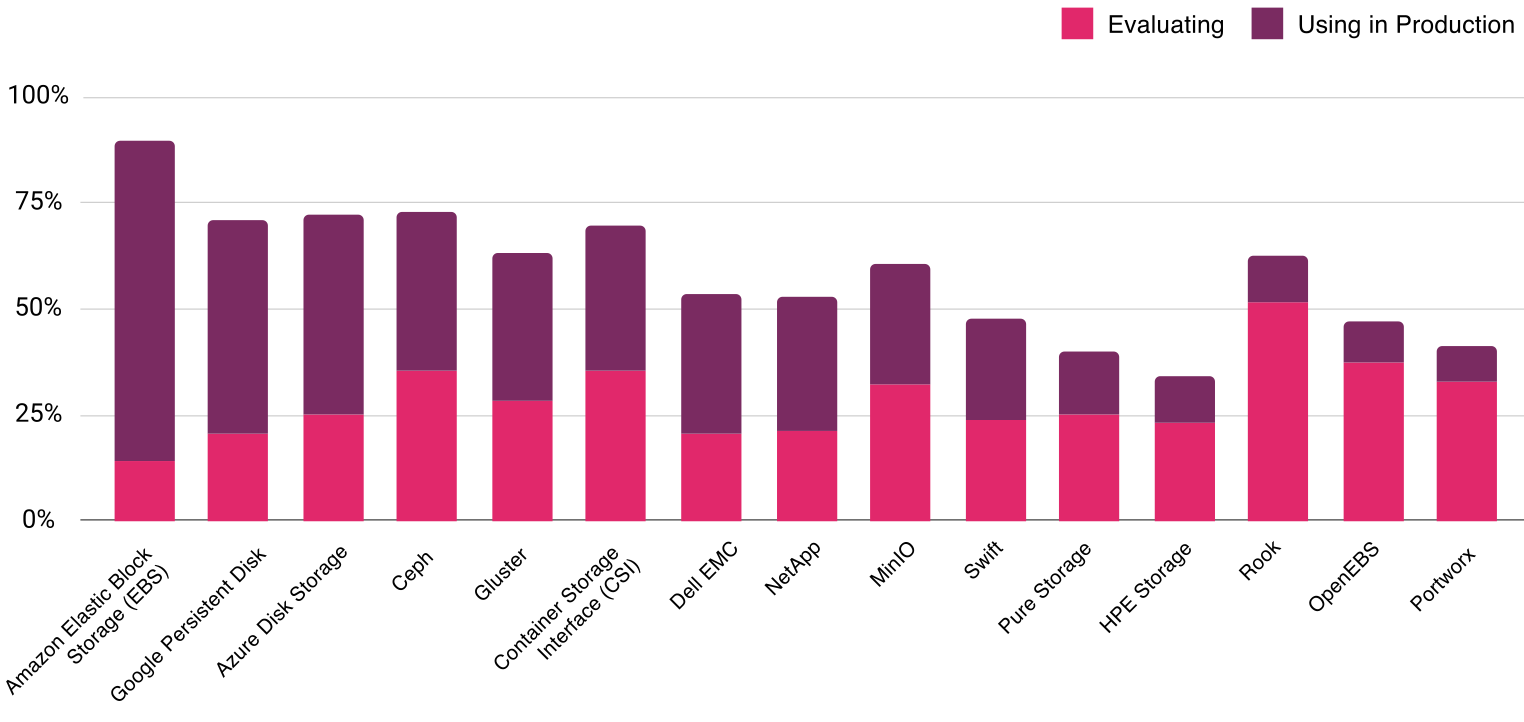 Evaluating
Using in Production
100%
75%
50%
25%
0%
Amazon Elastic Block
Storage (EBS)
Google Persistent Disk
Azure Disk Storage
Ceph
Gluster
Container Storage
Interface (CSI)
Dell EMC
NetApp
MinIO
Swift
Pure Storage
HPE Storage
Rook
OpenEBS
Portworx